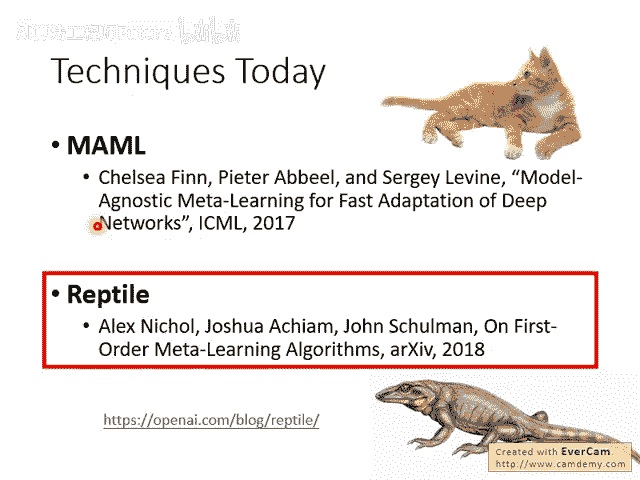 Techniques Today
• MAML
• Chelsea Finn, Pieter Abbeel, and Sergey Levine, “Model-
Agnostic Meta-Learning for Fast Adaptation of Deep
Networks”, ICML, 2017
• Reptile
• Alex Nichol, Joshua Achiam, John Schulman, On First-
Order Meta-Learning Algorithms, arXiv, 2018
https://openai.com/blog/reptile/
Created with EverCam.
http://www.camdemy.com